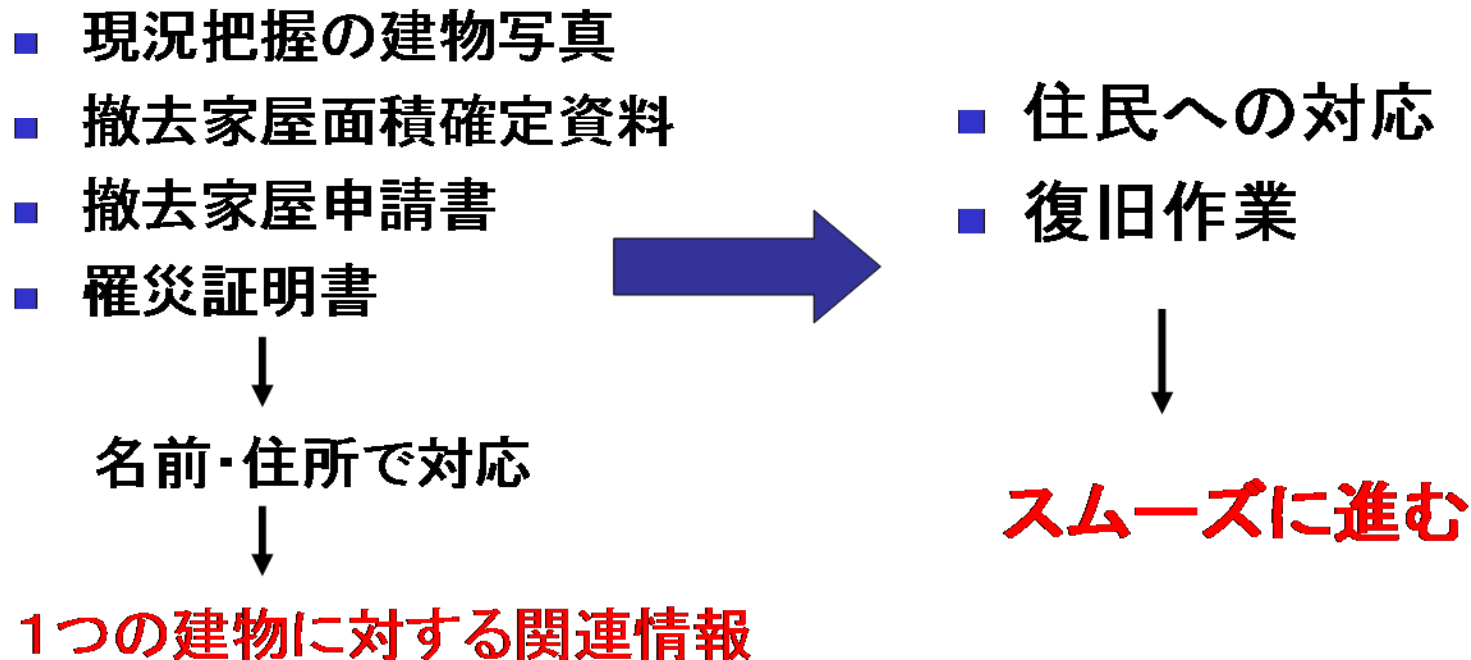 現況把握の建物写真
撤去家屋面積確定資料
撤去家屋申請書
罹災証明書
名前・住所で対応
１つの建物に対する関連情報
住民への対応
復旧作業
スムーズに進む